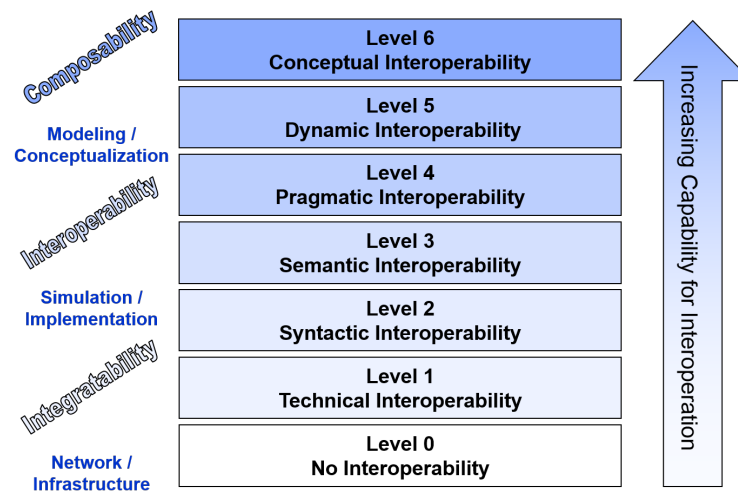 Composability
Modeling /
Conceptualization
Interoperability
Simulation /
Implementation
Integratability
Network /
Infrastructure
Level 6
Conceptual Interoperability
Level 5
Dynamic Interoperability
Level 4
Pragmatic Interoperability
Level 3
Semantic Interoperability
Level 2
Syntactic Interoperability
Level 1
Technical Interoperability
Level 0
No Interoperability
Increasing Capability for Interoperation